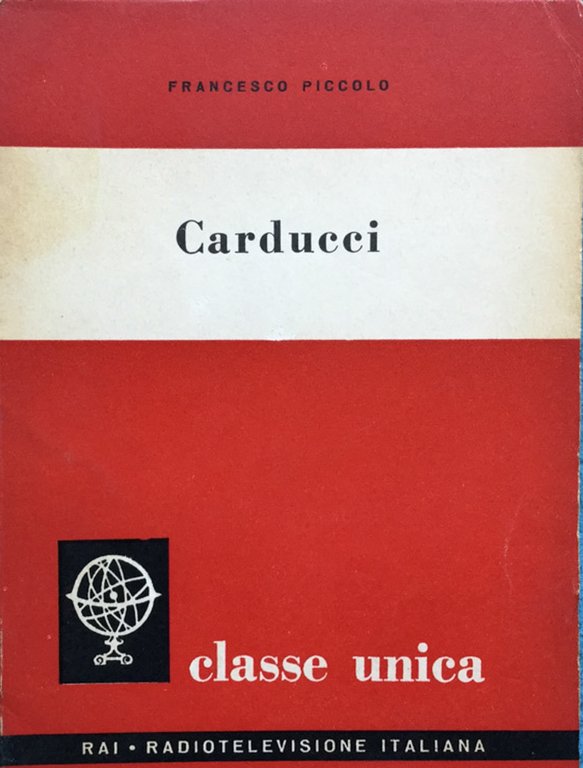 FRANCESCO PICCOLO
Carducci
classe unica
RAI • RADIOTELEVISIONE ITALIANA